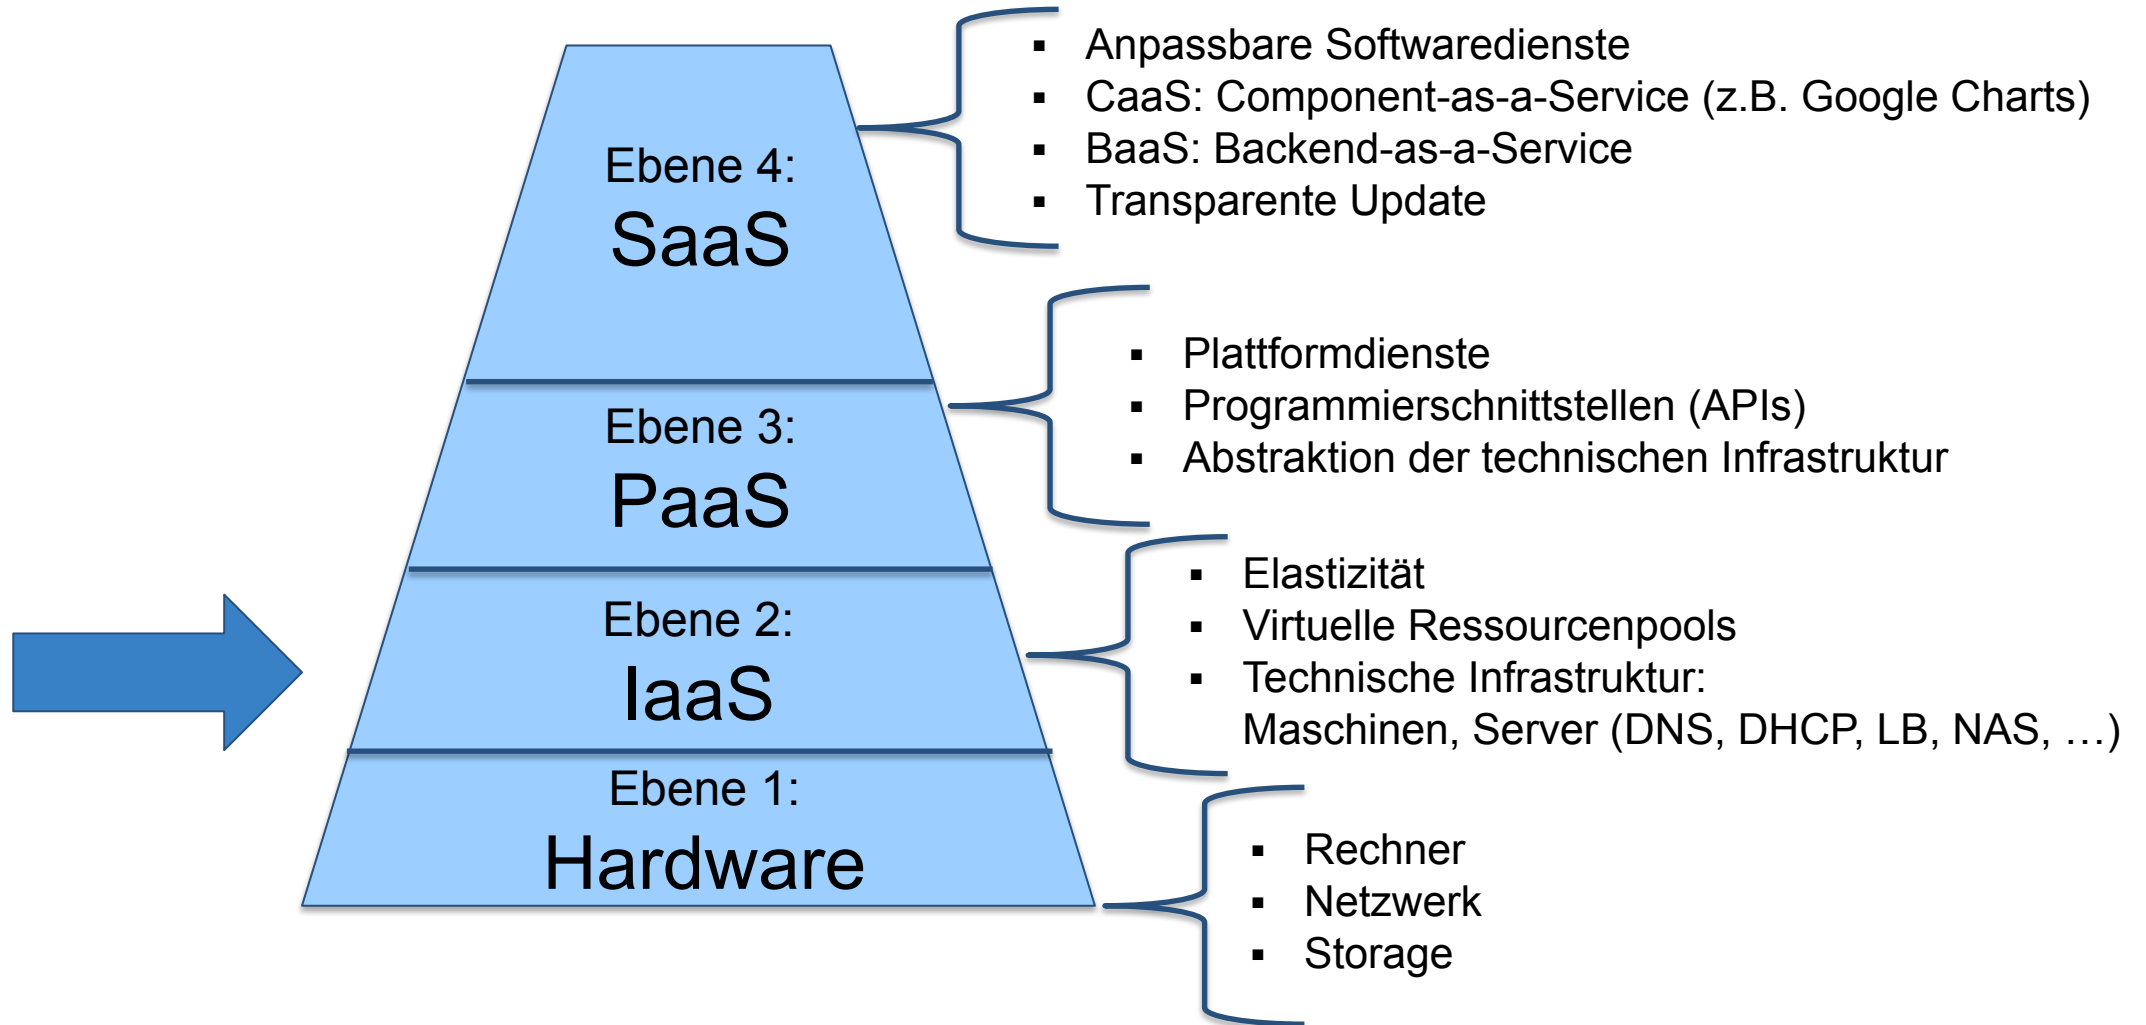 Ebene 4:
SaaS
▪ Anpassbare Softwaredienste
▪ CaaS: Component-as-a-Service (z.B. Google Charts)
▪ BaaS: Backend-as-a-Service
▪ Transparente Update
Ebene 3:
PaaS
▪ Plattformdienste
▪ Programmierschnittstellen (APIs)
▪ Abstraktion der technischen Infrastruktur
Ebene 2:
IaaS
▪ Elastizität
▪ Virtuelle Ressourcenpools
▪ Technische Infrastruktur:
Maschinen, Server (DNS, DHCP, LB, NAS, …)
Ebene 1:
Hardware
▪ Rechner
▪ Netzwerk
▪ Storage